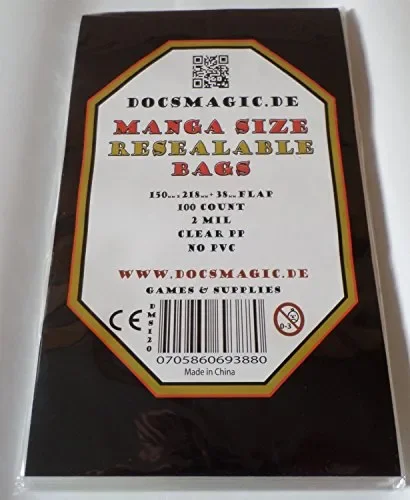 DOCSMAGIC.DE
MANGA SIZE
RESEALABLE
BAGS
150mm x 218mm + 38mm FLAP
100 COUNT
2 MIL
CLEAR PP
NO PVC
WWW.DOCSMAGIC.DE
GAMES & SUPPLIES
CE
DMS120
0-3
0705860693880
Made in China